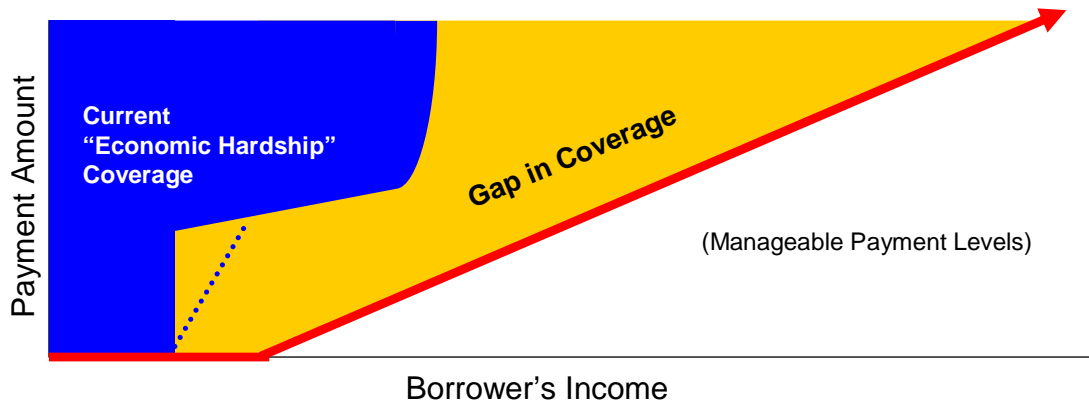 Payment Amount
Current
“Economic Hardship”
Coverage
Gap in Coverage
(Manageable Payment Levels)
Borrower’s Income